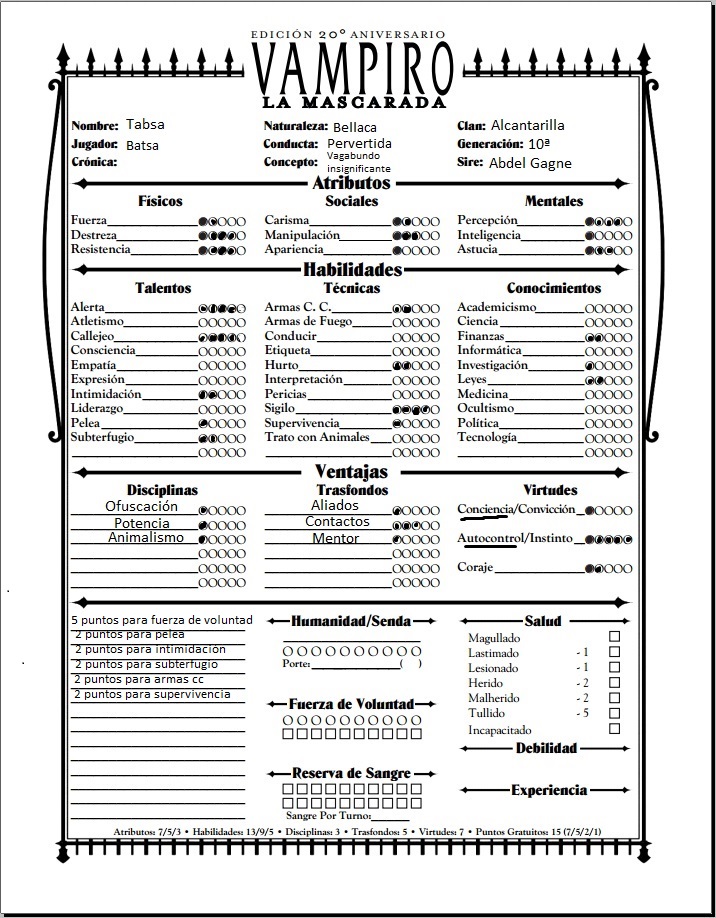 EDICIÓN 20º ANIVERSARIO
VAMPIRO
LA MASCARADA
Nombre: Tabsa Naturaleza: Bellaca Clan: Alcantarilla
Jugador: Batsa Conducta: Pervertida Generación: 10ª
Crónica: Concepto: Vagabundo insignificante Sire: Abdel Gagne
Atributos
Físicos Sociales Mentales
Fuerza Carisma Percepción
Destreza Manipulación Inteligencia
Resistencia Apariencia Astucia
Habilidades
Talentos Técnicas Conocimientos
Alerta Armas C. C. Academicismo
Atletismo Armas de Fuego Ciencia
Callejeo Conducir Finanzas
Consciencia Etiqueta Informática
Empatía Hurto Investigación
Expresión Interpretación Leyes
Intimidación Pericias Medicina
Liderazgo Sigilo Ocultismo
Pelea Supervivencia Política
Subterfugio Trato con Animales Tecnología
Ventajas
Disciplinas Trasfondos Virtudes
Ofuscación Aliados Conciencia/Convicción
Potencia Contactos
Animalismo Mentor Autocontrol/Instinto
Coraje
5 puntos para fuerza de voluntad
2 puntos para pelea
2 puntos para intimidación
2 puntos para subterfugio
2 puntos para armas cc
2 puntos para supervivencia
Humanidad/Senda
Porte: ( )
Fuerza de Voluntad
Reserva de Sangre
Sangre Por Turno:
Salud
Magullado
Lastimado - 1
Lesionado - 1
Herido - 2
Malherido - 2
Tullido - 5
Incapacitado
Debilidad
Experiencia
Atributos: 7/5/3 • Habilidades: 13/9/5 • Disciplinas: 3 • Trasfondos: 5 • Virtudes: 7 • Puntos Gratuitos: 15 (7/5/2/1)